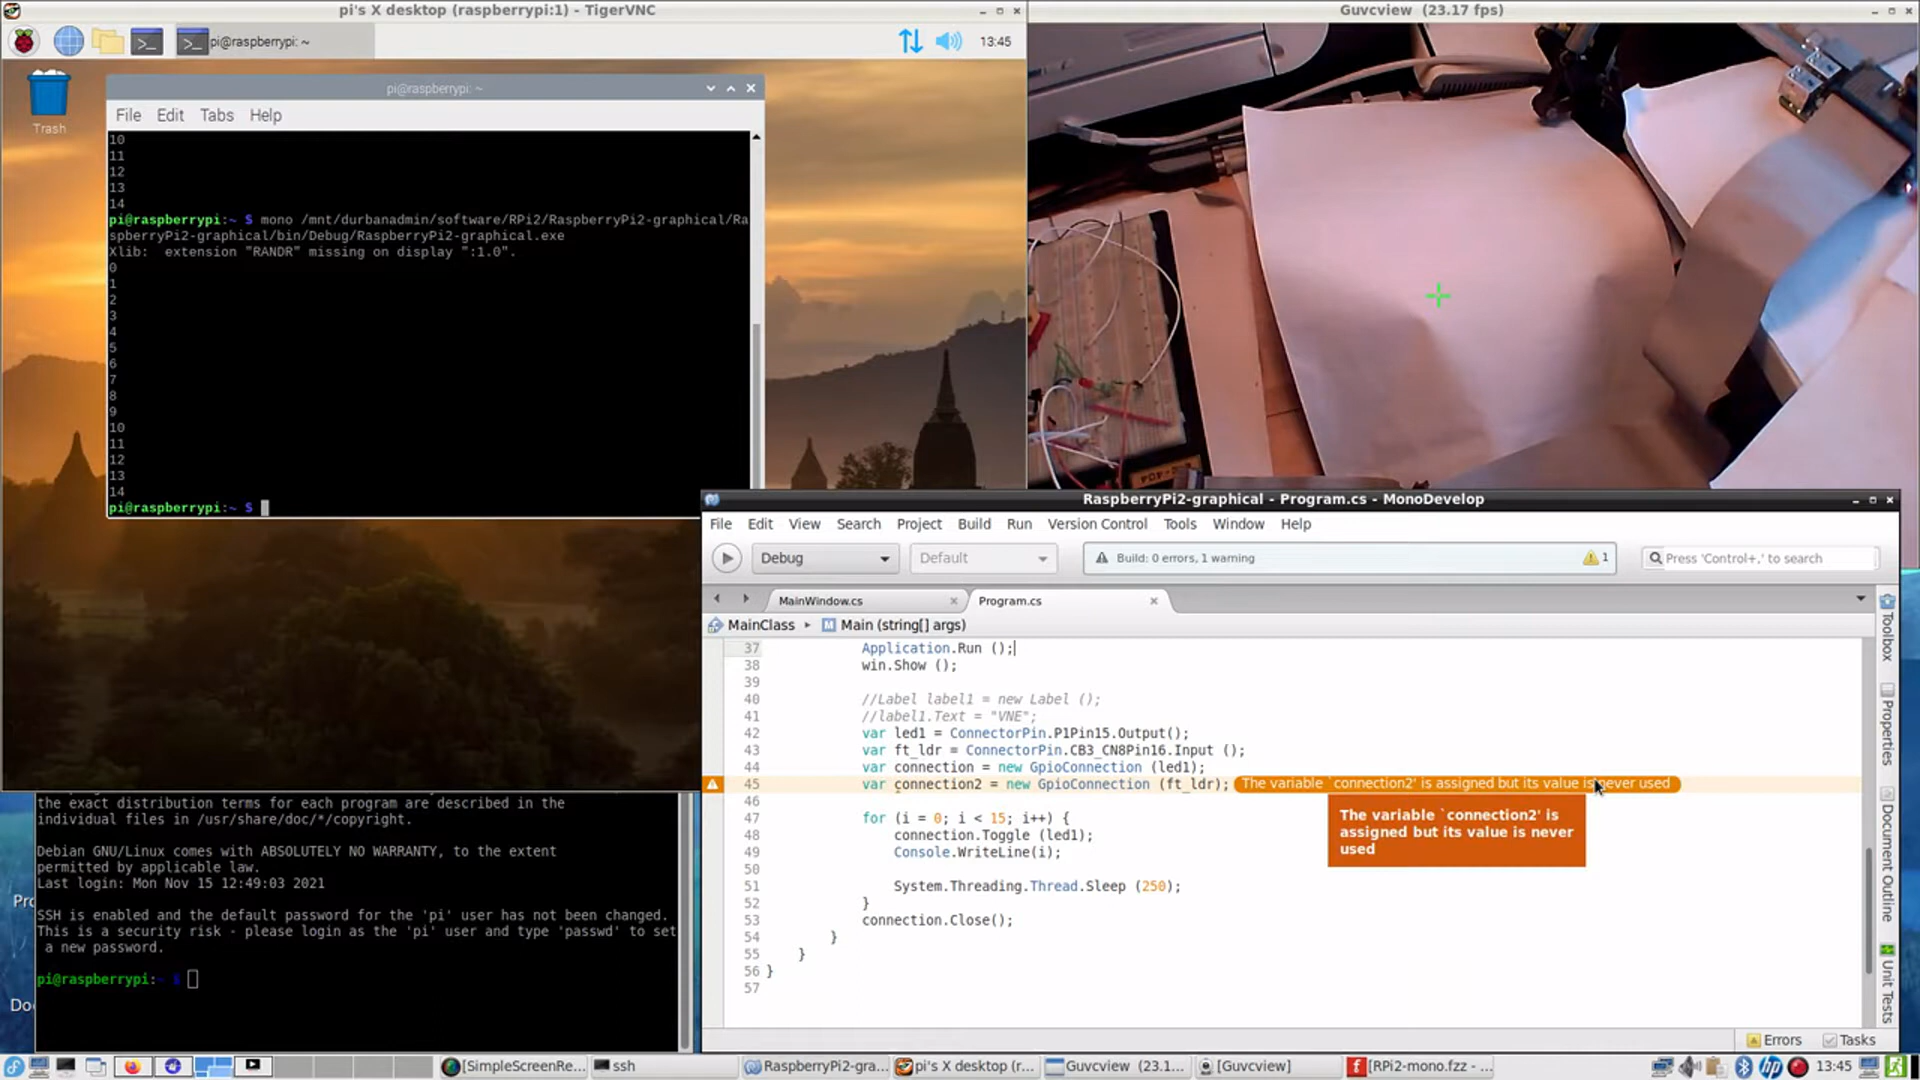 pi's X desktop (raspberrypi:1) - TigerVNC
pi@raspberrypi: ~
13:45
Trash
pi@raspberrypi: ~
File Edit Tabs Help
10
11
12
13
14
pi@raspberrypi:~ $ mono /mnt/durbanadmin/software/RPi2/RaspberryPi2-graphical/Ra
spberryPi2-graphical/bin/Debug/RaspberryPi2-graphical.exe
Xlib:  extension "RANDR" missing on display ":1.0".
0
1
2
3
4
5
6
7
8
9
10
11
12
13
14
pi@raspberrypi:~ $
Guvcview (23.17 fps)
the exact distribution terms for each program are described in the
individual files in /usr/share/doc/*/copyright.
Debian GNU/Linux comes with ABSOLUTELY NO WARRANTY, to the extent
permitted by applicable law.
Last login: Mon Nov 15 12:49:03 2021
SSH is enabled and the default password for the 'pi' user has not been changed.
This is a security risk - please login as the 'pi' user and type 'passwd' to set
a new password.
pi@raspberrypi:~ $
RaspberryPi2-graphical - Program.cs - MonoDevelop
File Edit View Search Project Build Run Version Control Tools Window Help
Debug
Default
Build: 0 errors, 1 warning
1
Press 'Control+,' to search
MainWindow.cs
Program.cs
MainClass
M Main (string[] args)
37 Application.Run ();
38 win.Show ();
39
40 //Label label1 = new Label ();
41 //label1.Text = "VNE";
42 var led1 = ConnectorPin.P1Pin15.Output();
43 var ft_ldr = ConnectorPin.CB3_CN8Pin16.Input ();
44 var connection = new GpioConnection (led1);
45 var connection2 = new GpioConnection (ft_ldr); The variable `connection2' is assigned but its value is never used
46
47 for (i = 0; i < 15; i++) {
48 connection.Toggle (led1);
49 Console.WriteLine(i);
50
51 System.Threading.Thread.Sleep (250);
52 }
53 connection.Close();
54 }
55 }
56 }
57
The variable `connection2' is
assigned but its value is never
used
Toolbox
Properties
Document Outline
Unit Tests
Errors
Tasks
[SimpleScreenRe...
ssh
RaspberryPi2-gra...
pi's X desktop (r...
Guvcview (23.1...
[Guvcview]
[RPi2-mono.fzz - ...
13:45